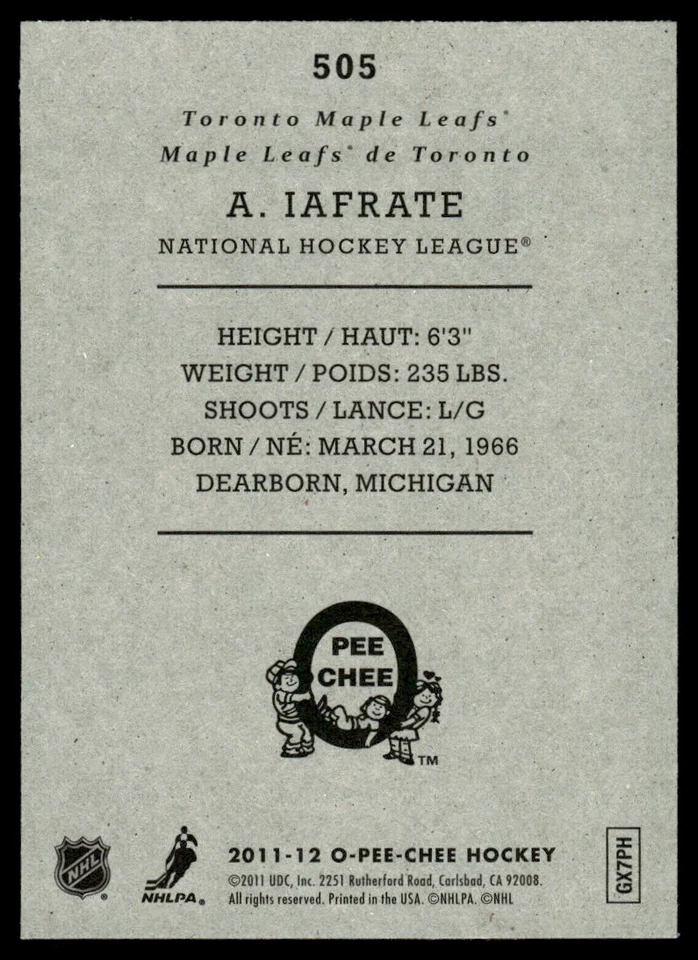 505
Toronto Maple Leafs®
Maple Leafs® de Toronto
A. IAFRATE
NATIONAL HOCKEY LEAGUE®
HEIGHT / HAUT: 6'3"
WEIGHT / POIDS: 235 LBS.
SHOOTS / LANCE: L/G
BORN / NÉ: MARCH 21, 1966
DEARBORN, MICHIGAN
O
PEE
CHEE
TM
NHL®
NHLPA®
2011-12 O-PEE-CHEE HOCKEY
©2011 UDC, Inc. 2251 Rutherford Road, Carlsbad, CA 92008.
All rights reserved. Printed in the USA. ©NHLPA. ©NHL
GX7PH